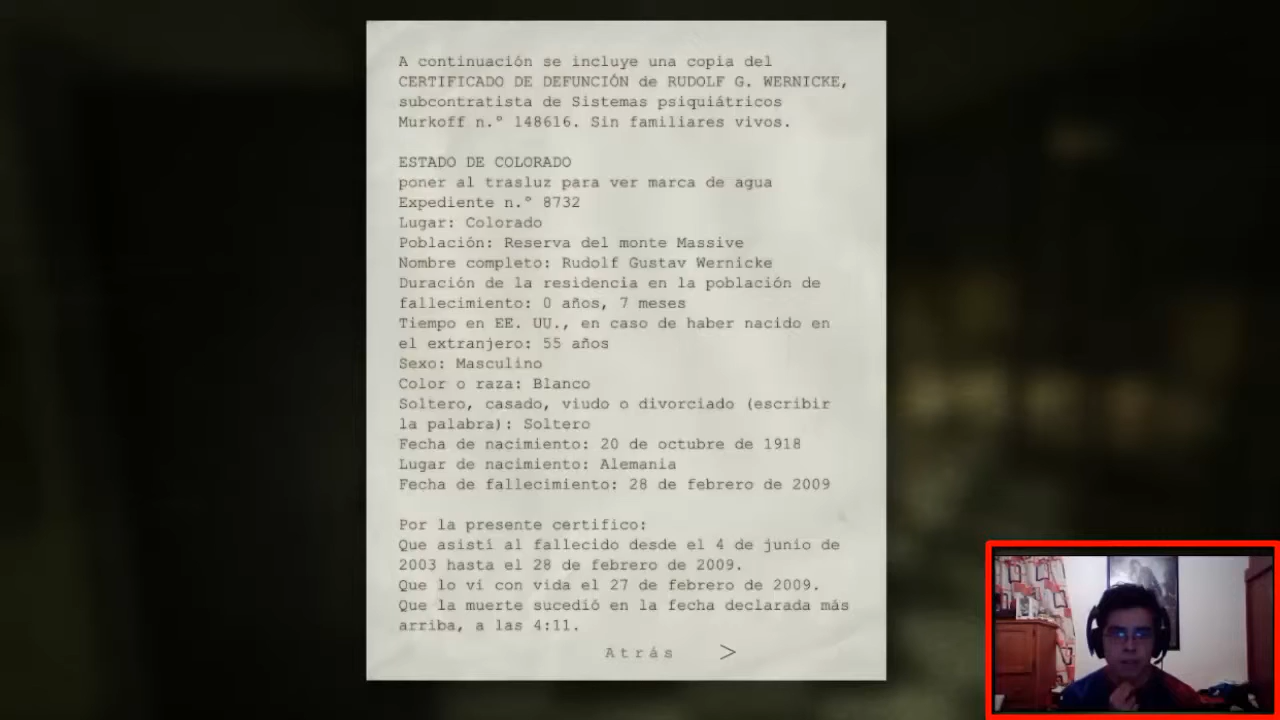 A continuación se incluye una copia del
CERTIFICADO DE DEFUNCIÓN de RUDOLF G. WERNICKE,
subcontratista de Sistemas psiquiátricos
Murkoff n.º 148616. Sin familiares vivos.
ESTADO DE COLORADO
poner al trasluz para ver marca de agua
Expediente n.º 8732
Lugar: Colorado
Población: Reserva del monte Massive
Nombre completo: Rudolf Gustav Wernicke
Duración de la residencia en la población de
fallecimiento: 0 años, 7 meses
Tiempo en EE. UU., en caso de haber nacido en
el extranjero: 55 años
Sexo: Masculino
Color o raza: Blanco
Soltero, casado, viudo o divorciado (escribir
la palabra): Soltero
Fecha de nacimiento: 20 de octubre de 1918
Lugar de nacimiento: Alemania
Fecha de fallecimiento: 28 de febrero de 2009
Por la presente certifico:
Que asistí al fallecido desde el 4 de junio de
2003 hasta el 28 de febrero de 2009.
Que lo vi con vida el 27 de febrero de 2009.
Que la muerte sucedió en la fecha declarada más
arriba, a las 4:11.
Atrás >